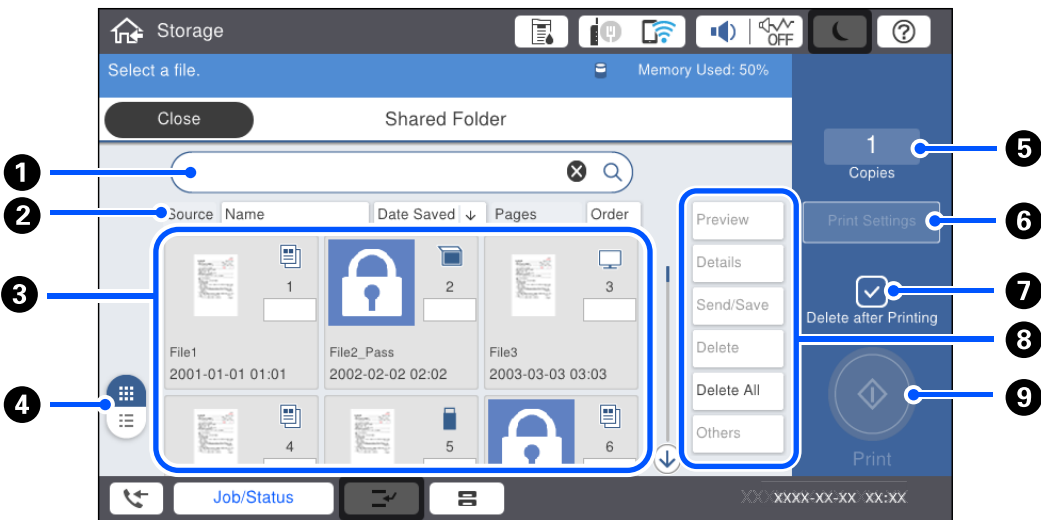 Storage
OFF
Select a file.
Memory Used: 50%
Close
Shared Folder
1
Copies
1
5
2
Source Name Date Saved Pages Order
Preview
Print Settings
6
Details
1
2
3
3
Send/Save
7
Delete after Printing
File1
File2_Pass
File3
Delete
8
2001-01-01 01:01
2002-02-02 02:02
2003-03-03 03:03
Delete All
9
4
Others
4
5
6
Print
Job/Status
XX XXXX-XX-XX XX:XX